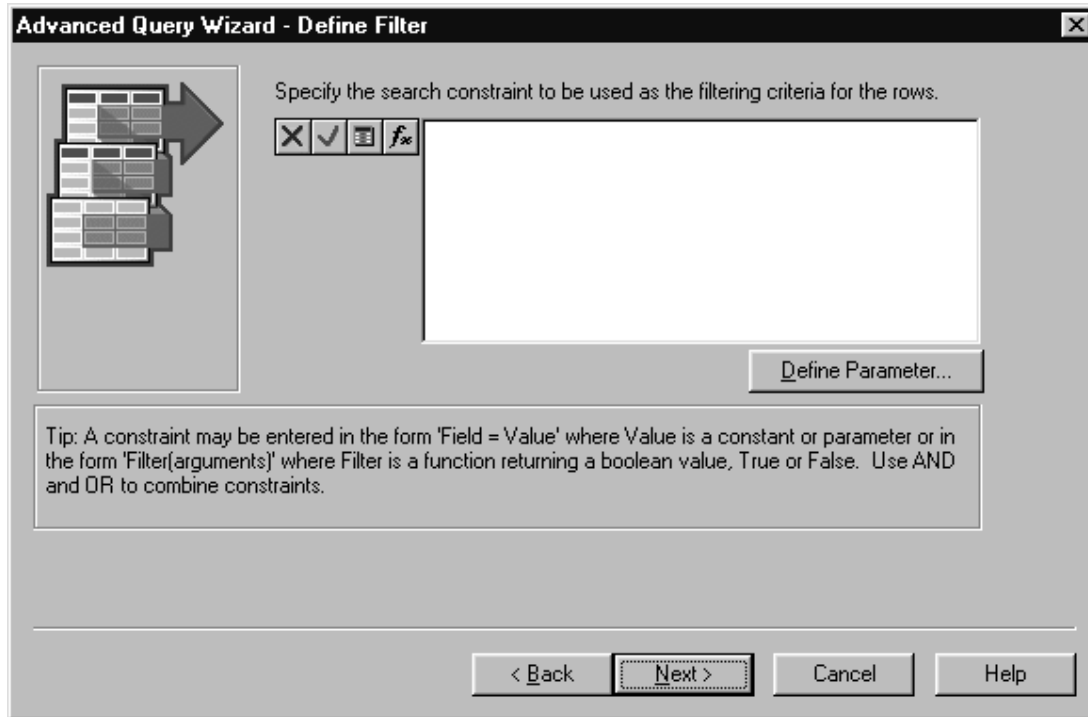 Advanced Query Wizard - Define Filter
Specify the search constraint to be used as the filtering criteria for the rows.
fx
Define Parameter...
Tip: A constraint may be entered in the form 'Field = Value' where Value is a constant or parameter or in
the form 'Filter(arguments)' where Filter is a function returning a boolean value, True or False.  Use AND
and OR to combine constraints.
< Back
Next >
Cancel
Help